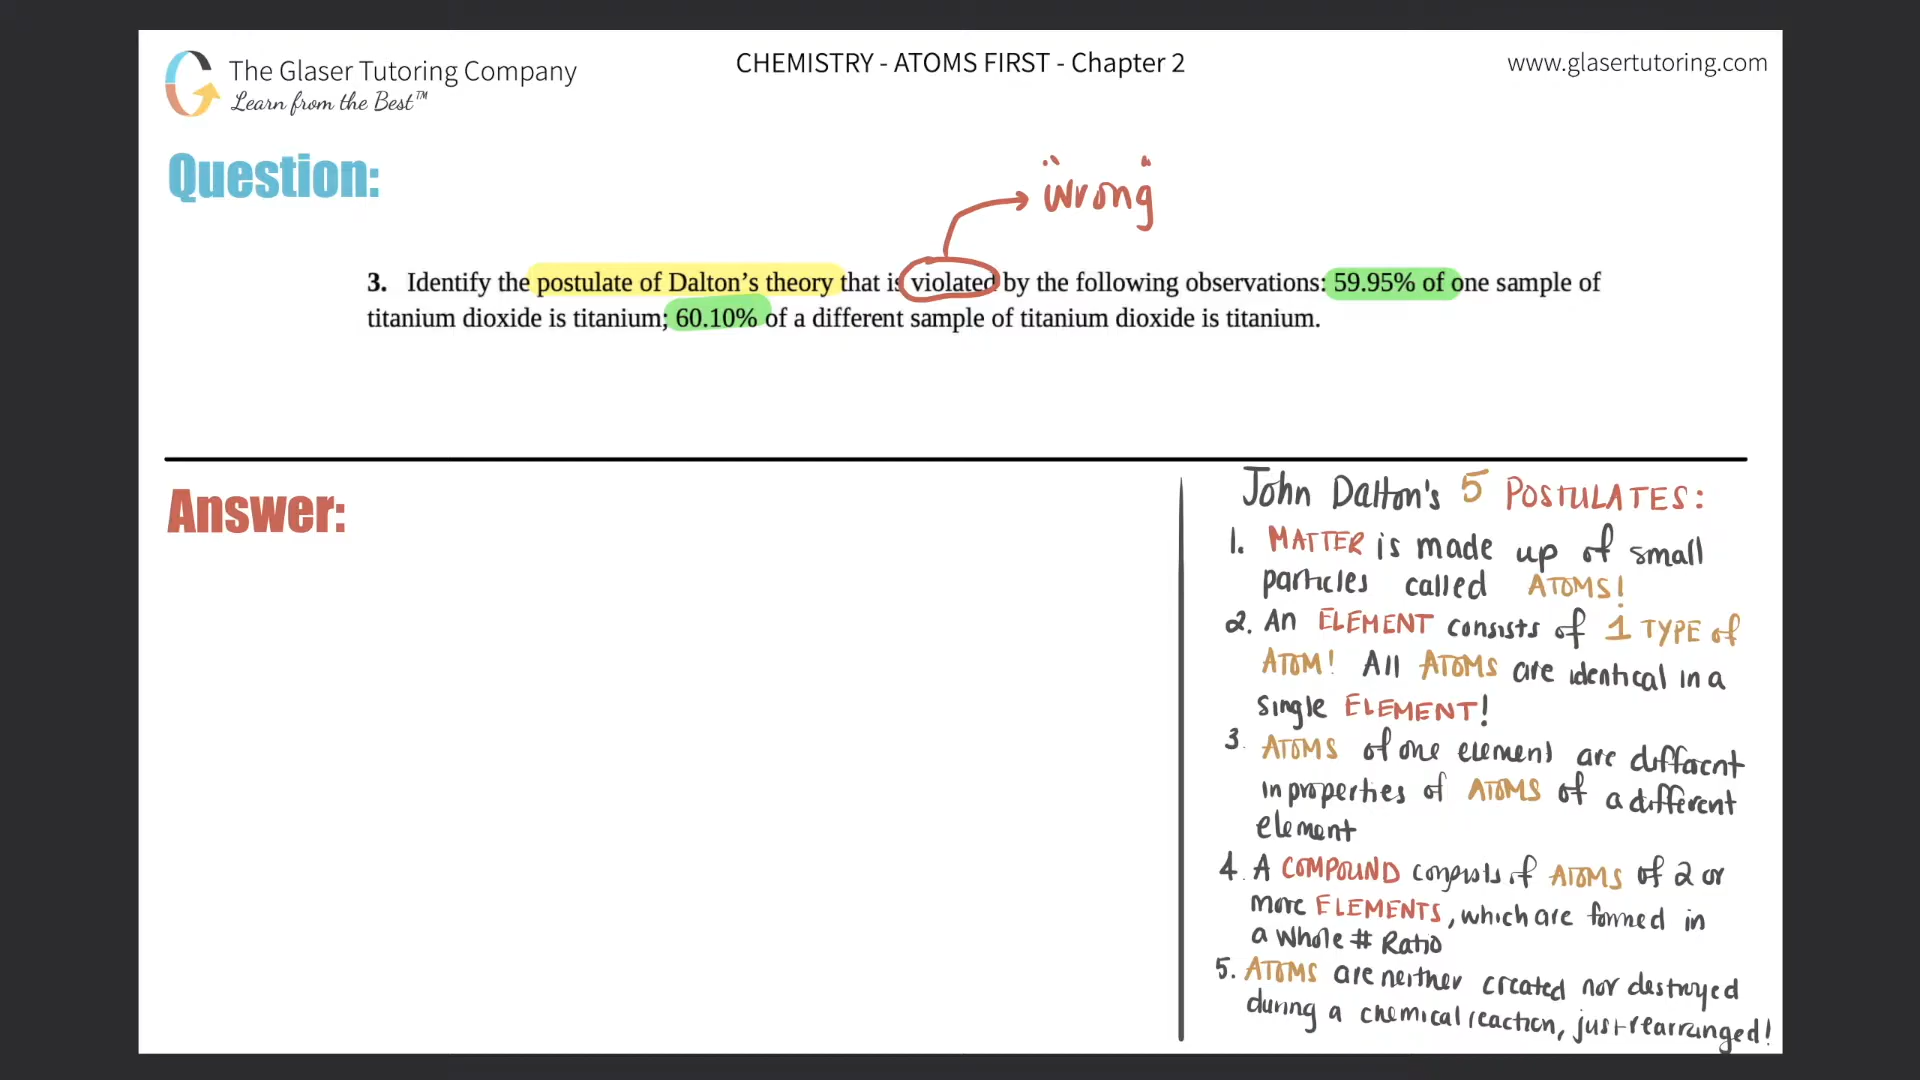 The Glaser Tutoring Company
Learn from the Best™
CHEMISTRY - ATOMS FIRST - Chapter 2
www.glasertutoring.com
Question:
"wrong"
3. Identify the postulate of Dalton’s theory that is violated by the following observations: 59.95% of one sample of
titanium dioxide is titanium; 60.10% of a different sample of titanium dioxide is titanium.
Answer:
John Dalton's 5 POSTULATES:
1. MATTER is made up of small
particles called ATOMS!
2. An ELEMENT consists of 1 TYPE of
ATOM! All ATOMS are identical in a
single ELEMENT!
3. ATOMS of one element are different
in properties of ATOMS of a different
element
4. A COMPOUND consists of ATOMS of 2 or
more ELEMENTS, which are formed in
a whole # Ratio
5. ATOMS are neither created nor destroyed
during a chemical reaction, just rearranged!